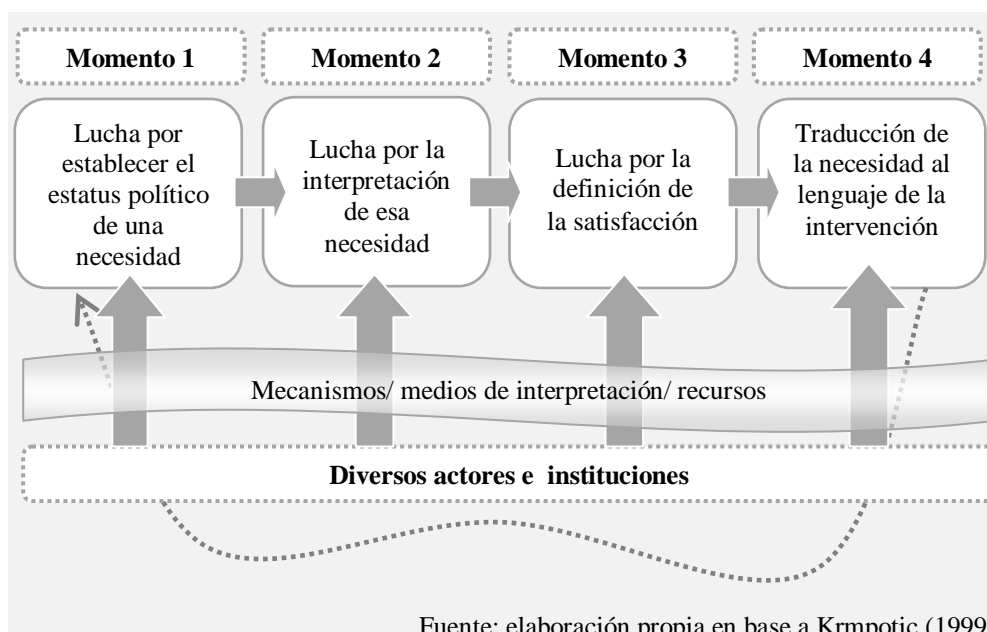 Momento 1
Momento 2
Momento 3
Momento 4
Lucha por
establecer el
estatus político
de una
necesidad
Lucha por la
interpretación
de esa
necesidad
Lucha por la
definición de
la satisfacción
Traducción de
la necesidad al
lenguaje de la
intervención
Mecanismos/ medios de interpretación/ recursos
Diversos actores e instituciones
Fuente: elaboración propia en base a Krmpotic (1999